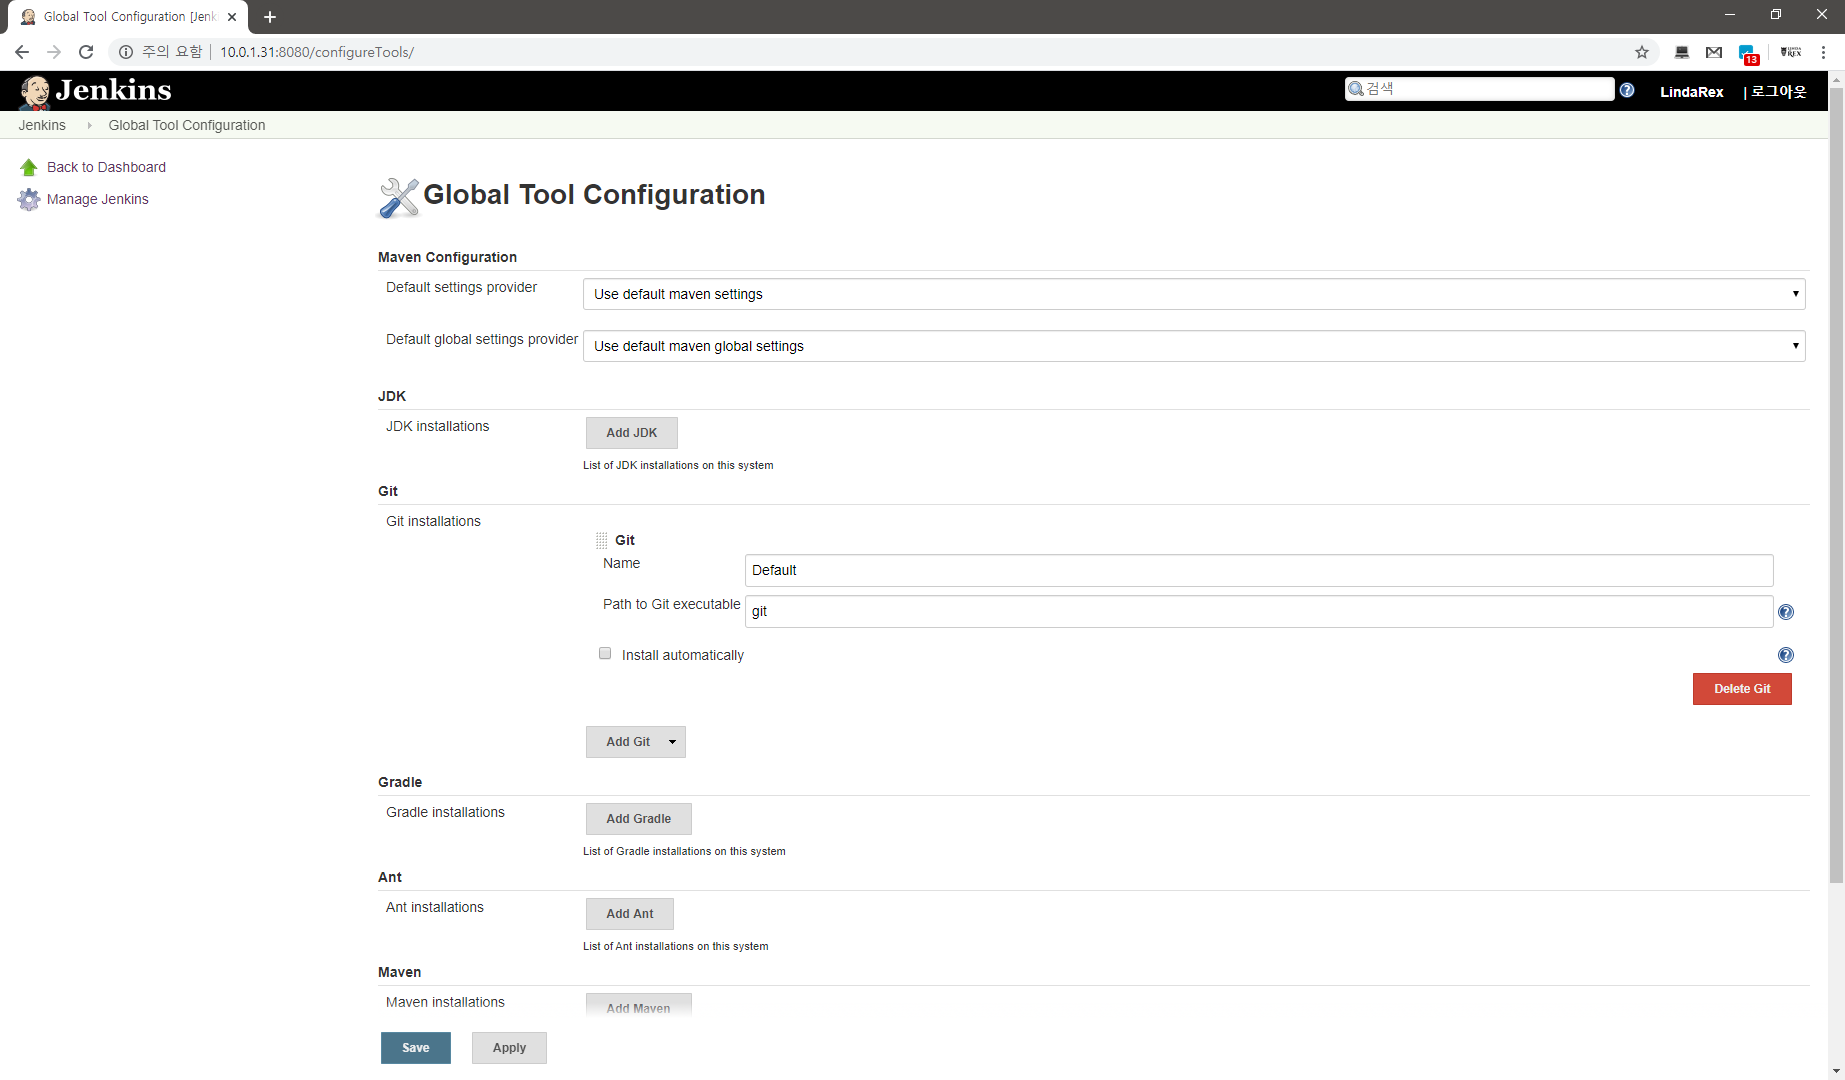 Global Tool Configuration [Jenk
주의 요함 | 10.0.1.31:8080/configureTools/
13
Jenkins
검색
LindaRex | 로그아웃
Jenkins Global Tool Configuration
Back to Dashboard
Manage Jenkins
Global Tool Configuration
Maven Configuration
Default settings provider Use default maven settings
Default global settings provider Use default maven global settings
JDK
JDK installations Add JDK
List of JDK installations on this system
Git
Git installations
Git
Name Default
Path to Git executable git
Install automatically
Delete Git
Add Git
Gradle
Gradle installations Add Gradle
List of Gradle installations on this system
Ant
Ant installations Add Ant
List of Ant installations on this system
Maven
Maven installations Add Maven
Save Apply